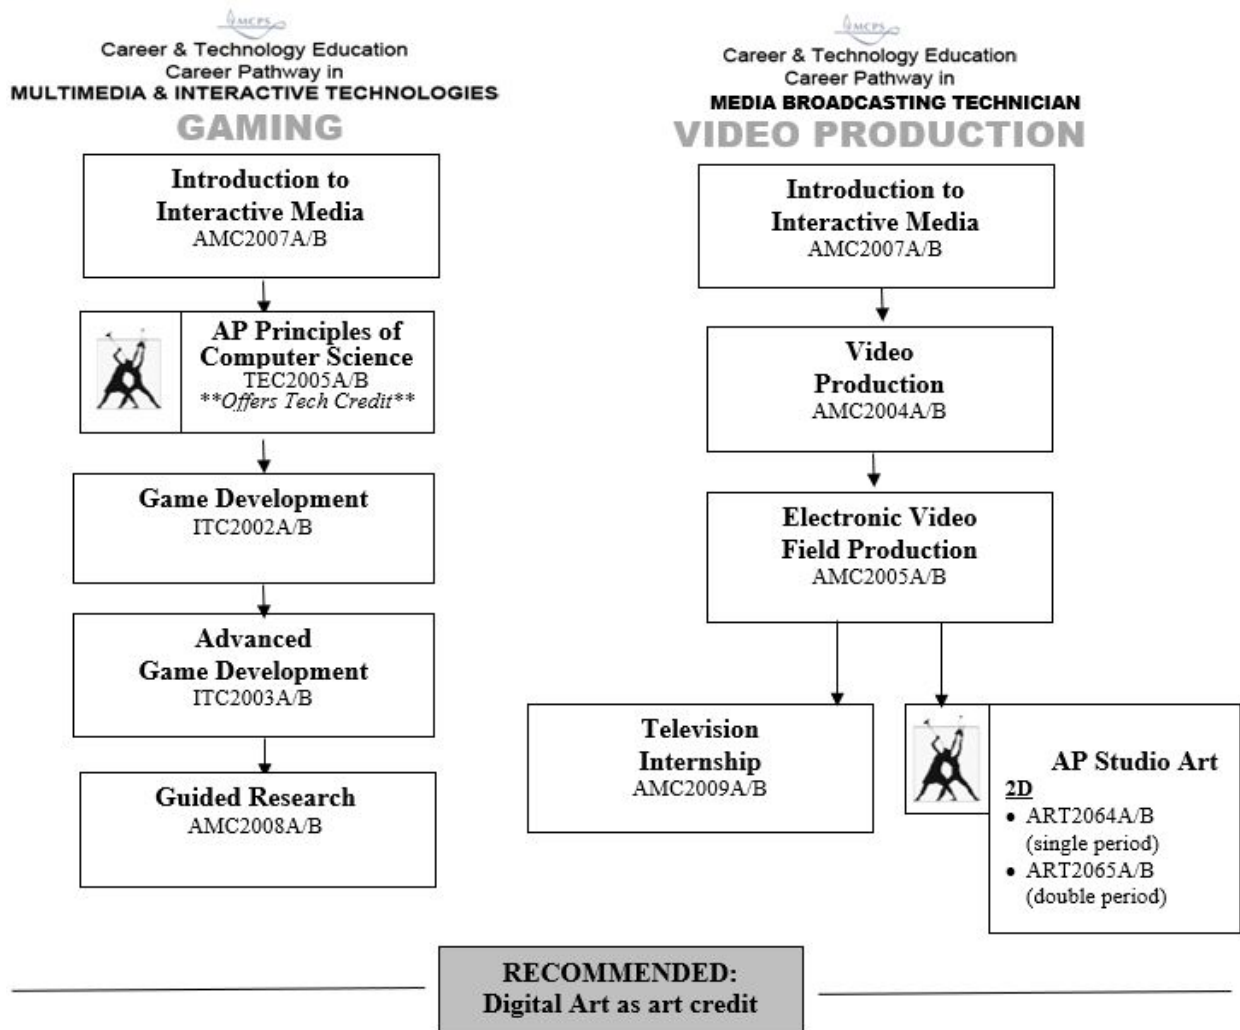 MCPS
Career & Technology Education
Career Pathway in
MULTIMEDIA & INTERACTIVE TECHNOLOGIES
GAMING
Introduction to
Interactive Media
AMC2007A/B
AP Principles of
Computer Science
TEC2005A/B
**Offers Tech Credit**
Game Development
ITC2002A/B
Advanced
Game Development
ITC2003A/B
Guided Research
AMC2008A/B
MCPS
Career & Technology Education
Career Pathway in
MEDIA BROADCASTING TECHNICIAN
VIDEO PRODUCTION
Introduction to
Interactive Media
AMC2007A/B
Video
Production
AMC2004A/B
Electronic Video
Field Production
AMC2005A/B
Television
Internship
AMC2009A/B
AP Studio Art
2D
• ART2064A/B
(single period)
• ART2065A/B
(double period)
RECOMMENDED:
Digital Art as art credit